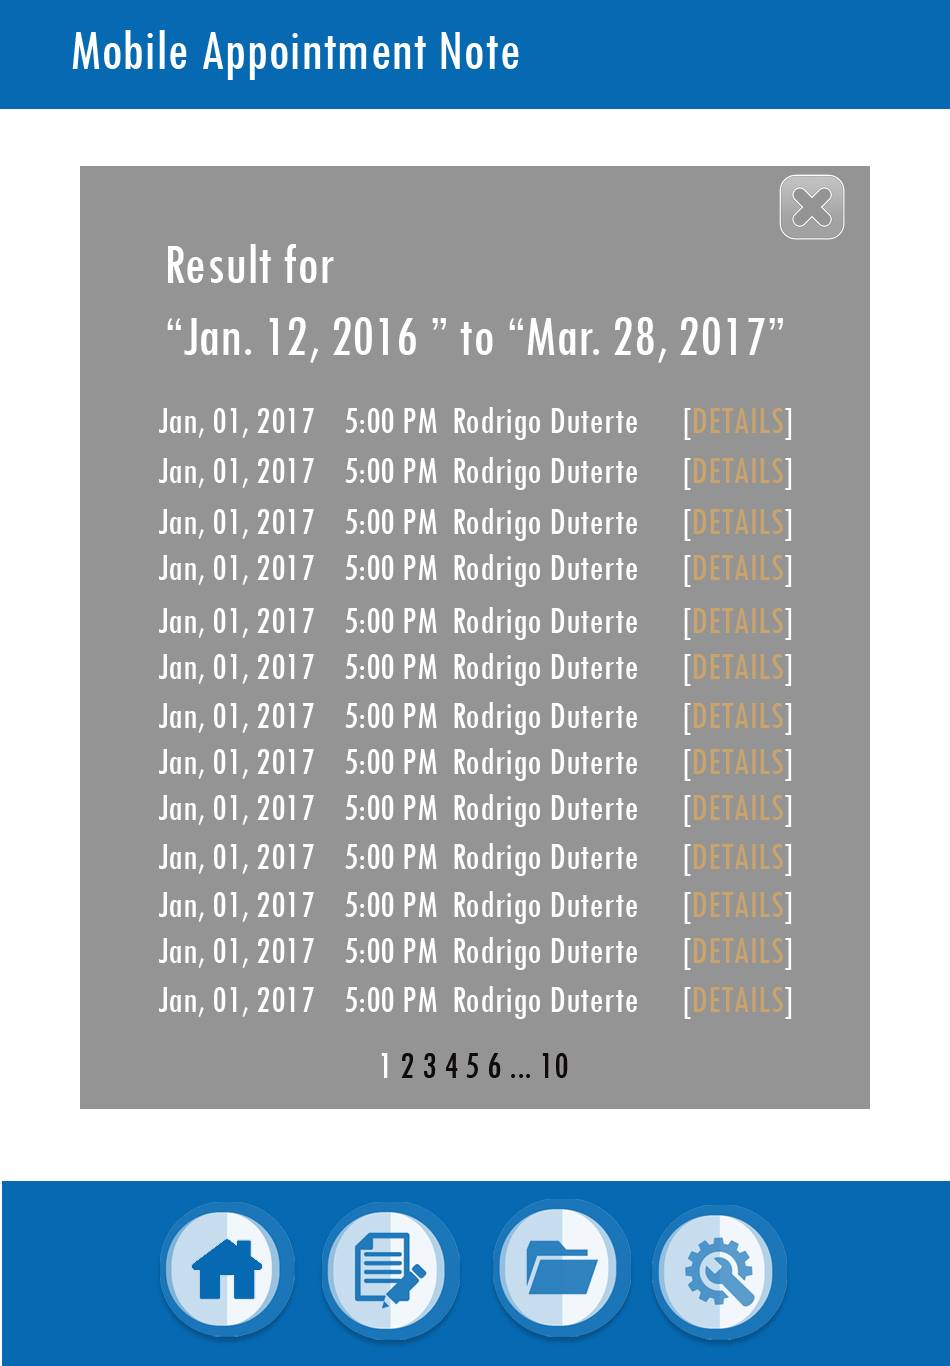 Mobile Appointment Note
Result for
“Jan. 12, 2016 ” to “Mar. 28, 2017”
Jan, 01, 2017 5:00 PM Rodrigo Duterte [DETAILS]
Jan, 01, 2017 5:00 PM Rodrigo Duterte [DETAILS]
Jan, 01, 2017 5:00 PM Rodrigo Duterte [DETAILS]
Jan, 01, 2017 5:00 PM Rodrigo Duterte [DETAILS]
Jan, 01, 2017 5:00 PM Rodrigo Duterte [DETAILS]
Jan, 01, 2017 5:00 PM Rodrigo Duterte [DETAILS]
Jan, 01, 2017 5:00 PM Rodrigo Duterte [DETAILS]
Jan, 01, 2017 5:00 PM Rodrigo Duterte [DETAILS]
Jan, 01, 2017 5:00 PM Rodrigo Duterte [DETAILS]
Jan, 01, 2017 5:00 PM Rodrigo Duterte [DETAILS]
Jan, 01, 2017 5:00 PM Rodrigo Duterte [DETAILS]
Jan, 01, 2017 5:00 PM Rodrigo Duterte [DETAILS]
Jan, 01, 2017 5:00 PM Rodrigo Duterte [DETAILS]
1 2 3 4 5 6 ... 10